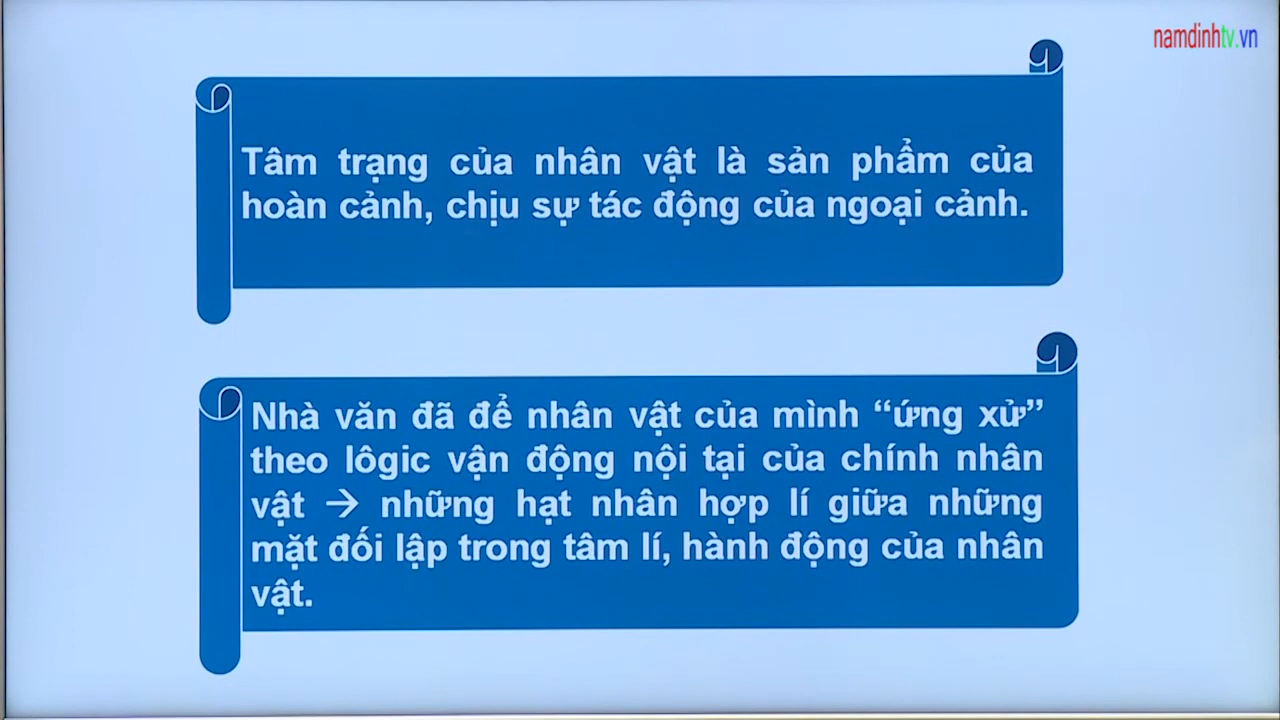 namdinhtv.vn
Tâm trạng của nhân vật là sản phẩm của
hoàn cảnh, chịu sự tác động của ngoại cảnh.
Nhà văn đã để nhân vật của mình “ứng xử”
theo lôgic vận động nội tại của chính nhân
vật → những hạt nhân hợp lí giữa những
mặt đối lập trong tâm lí, hành động của nhân
vật.